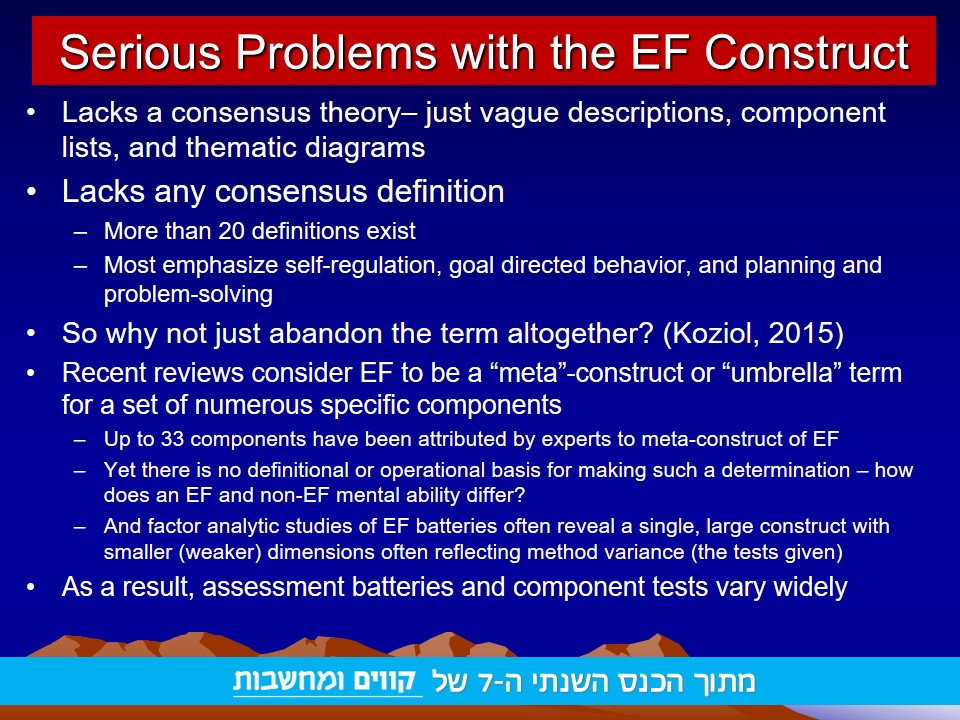 Serious Problems with the EF Construct
• Lacks a consensus theory– just vague descriptions, component
lists, and thematic diagrams
• Lacks any consensus definition
– More than 20 definitions exist
– Most emphasize self-regulation, goal directed behavior, and planning and
problem-solving
• So why not just abandon the term altogether? (Koziol, 2015)
• Recent reviews consider EF to be a “meta”-construct or “umbrella” term
for a set of numerous specific components
– Up to 33 components have been attributed by experts to meta-construct of EF
– Yet there is no definitional or operational basis for making such a determination – how
does an EF and non-EF mental ability differ?
– And factor analytic studies of EF batteries often reveal a single, large construct with
smaller (weaker) dimensions often reflecting method variance (the tests given)
• As a result, assessment batteries and component tests vary widely
מתוך הכנס השנתי ה-7 של קווים ומחשבות